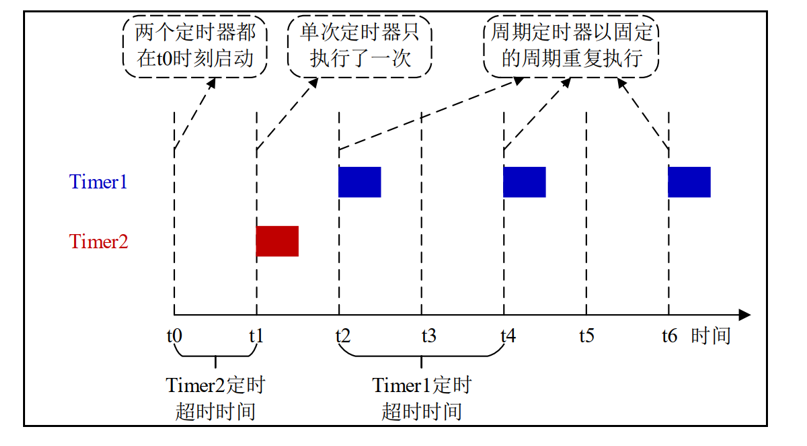 两个定时器都
在t0时刻启动
单次定时器只
执行了一次
周期定时器以固定
的周期重复执行
Timer1
Timer2
t0
t1
t2
t3
t4
t5
t6
时间
Timer2定时
超时时间
Timer1定时
超时时间